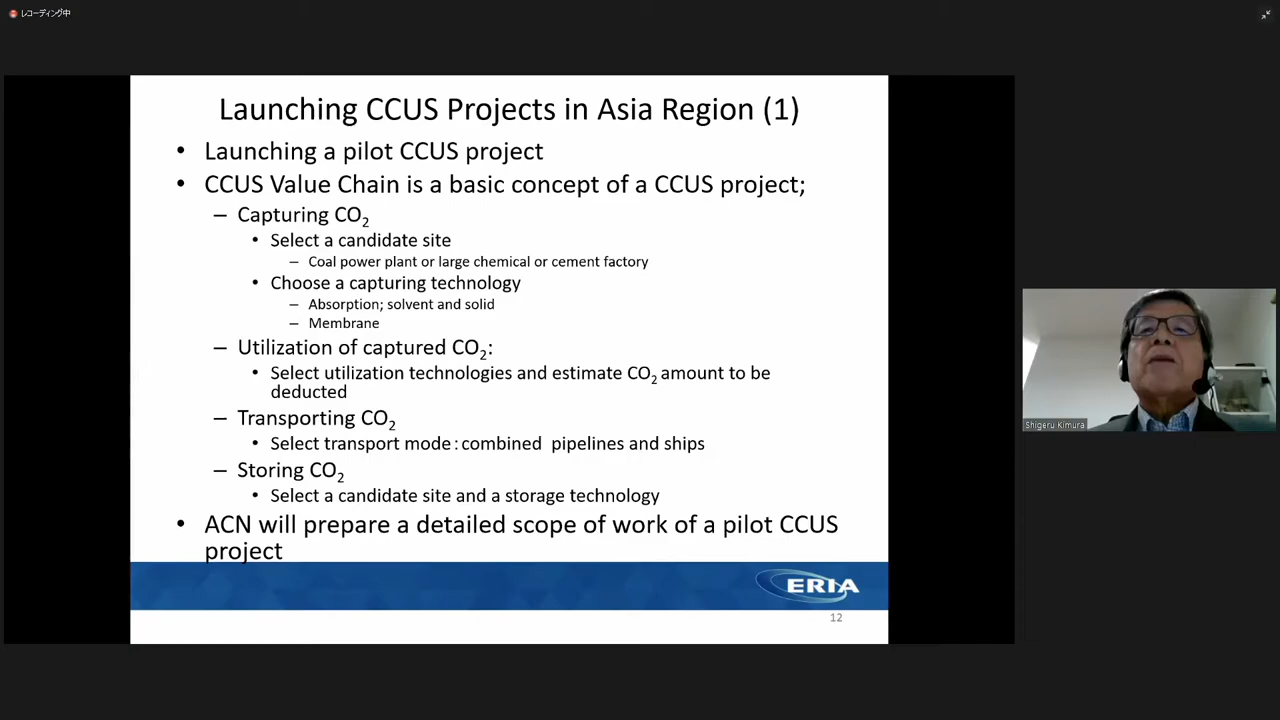 レコーディング中
Launching CCUS Projects in Asia Region (1)
• Launching a pilot CCUS project
• CCUS Value Chain is a basic concept of a CCUS project;
– Capturing CO₂
• Select a candidate site
– Coal power plant or large chemical or cement factory
• Choose a capturing technology
– Absorption; solvent and solid
– Membrane
– Utilization of captured CO₂:
• Select utilization technologies and estimate CO₂ amount to be
deducted
– Transporting CO₂
• Select transport mode：combined pipelines and ships
– Storing CO₂
• Select a candidate site and a storage technology
• ACN will prepare a detailed scope of work of a pilot CCUS
project
ERIA
12
Shigeru Kimura